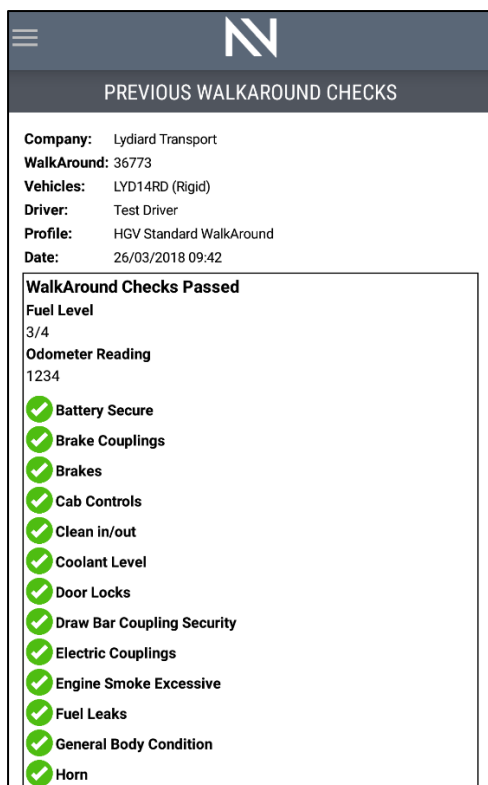 PREVIOUS WALKAROUND CHECKS
Company: Lydiard Transport
WalkAround: 36773
Vehicles: LYD14RD (Rigid)
Driver: Test Driver
Profile: HGV Standard WalkAround
Date: 26/03/2018 09:42
WalkAround Checks Passed
Fuel Level
3/4
Odometer Reading
1234
Battery Secure
Brake Couplings
Brakes
Cab Controls
Clean in/out
Coolant Level
Door Locks
Draw Bar Coupling Security
Electric Couplings
Engine Smoke Excessive
Fuel Leaks
General Body Condition
Horn